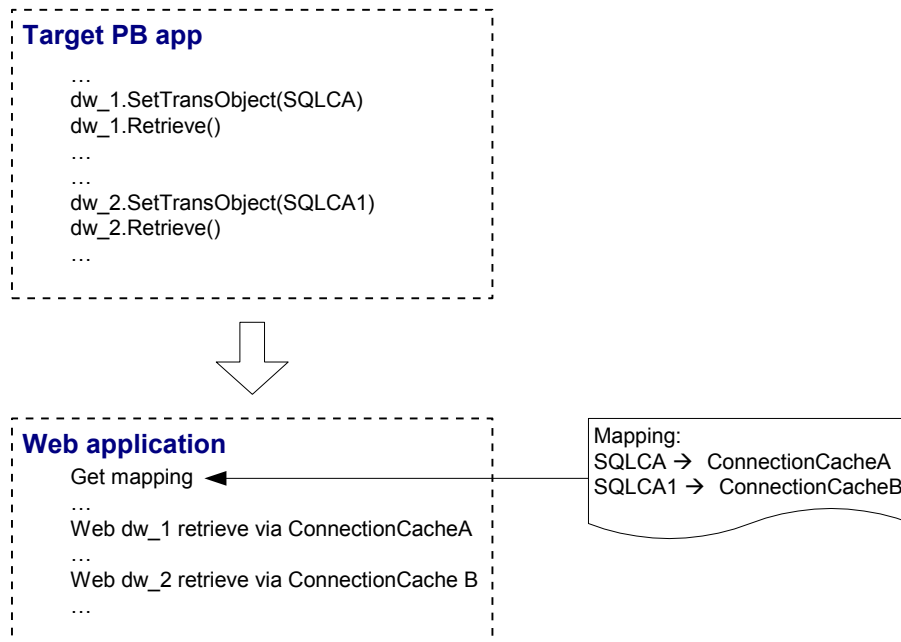 Target PB app
…
dw_1.SetTransObject(SQLCA)
dw_1.Retrieve()
…
…
dw_2.SetTransObject(SQLCA1)
dw_2.Retrieve()
…
Web application
Get mapping
…
Web dw_1 retrieve via ConnectionCacheA
…
Web dw_2 retrieve via ConnectionCache B
…
Mapping:
SQLCA → ConnectionCacheA
SQLCA1 → ConnectionCacheB